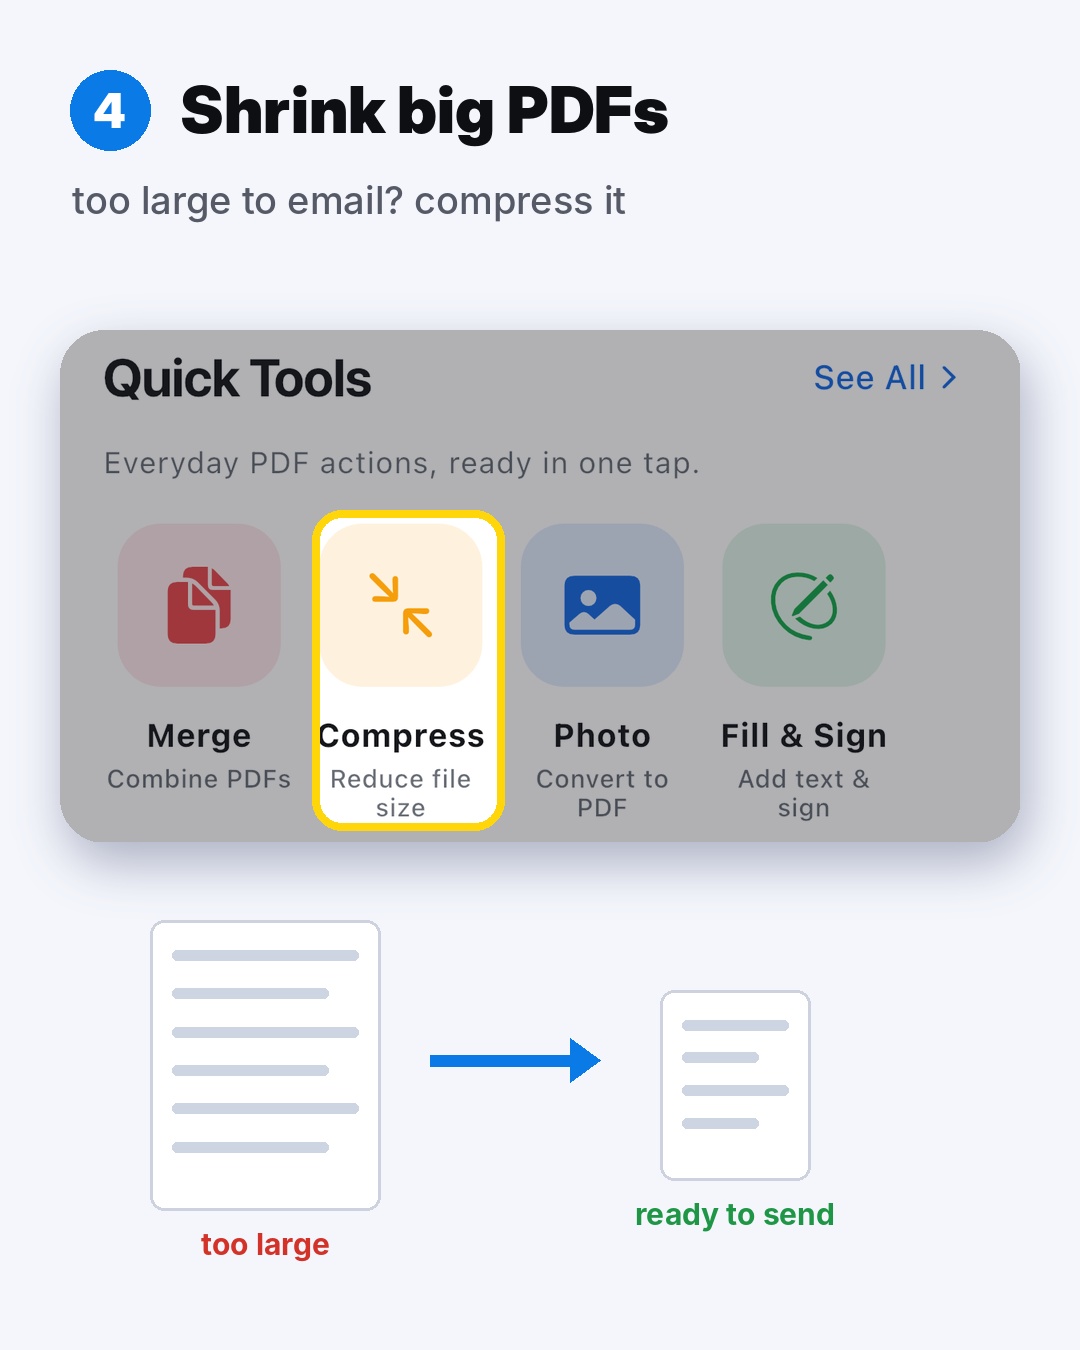 4 Shrink big PDFs
too large to email? compress it
Quick Tools
See All >
Everyday PDF actions, ready in one tap.
Merge
Combine PDFs
Compress
Reduce file
size
Photo
Convert to
PDF
Fill & Sign
Add text &
sign
too large
ready to send